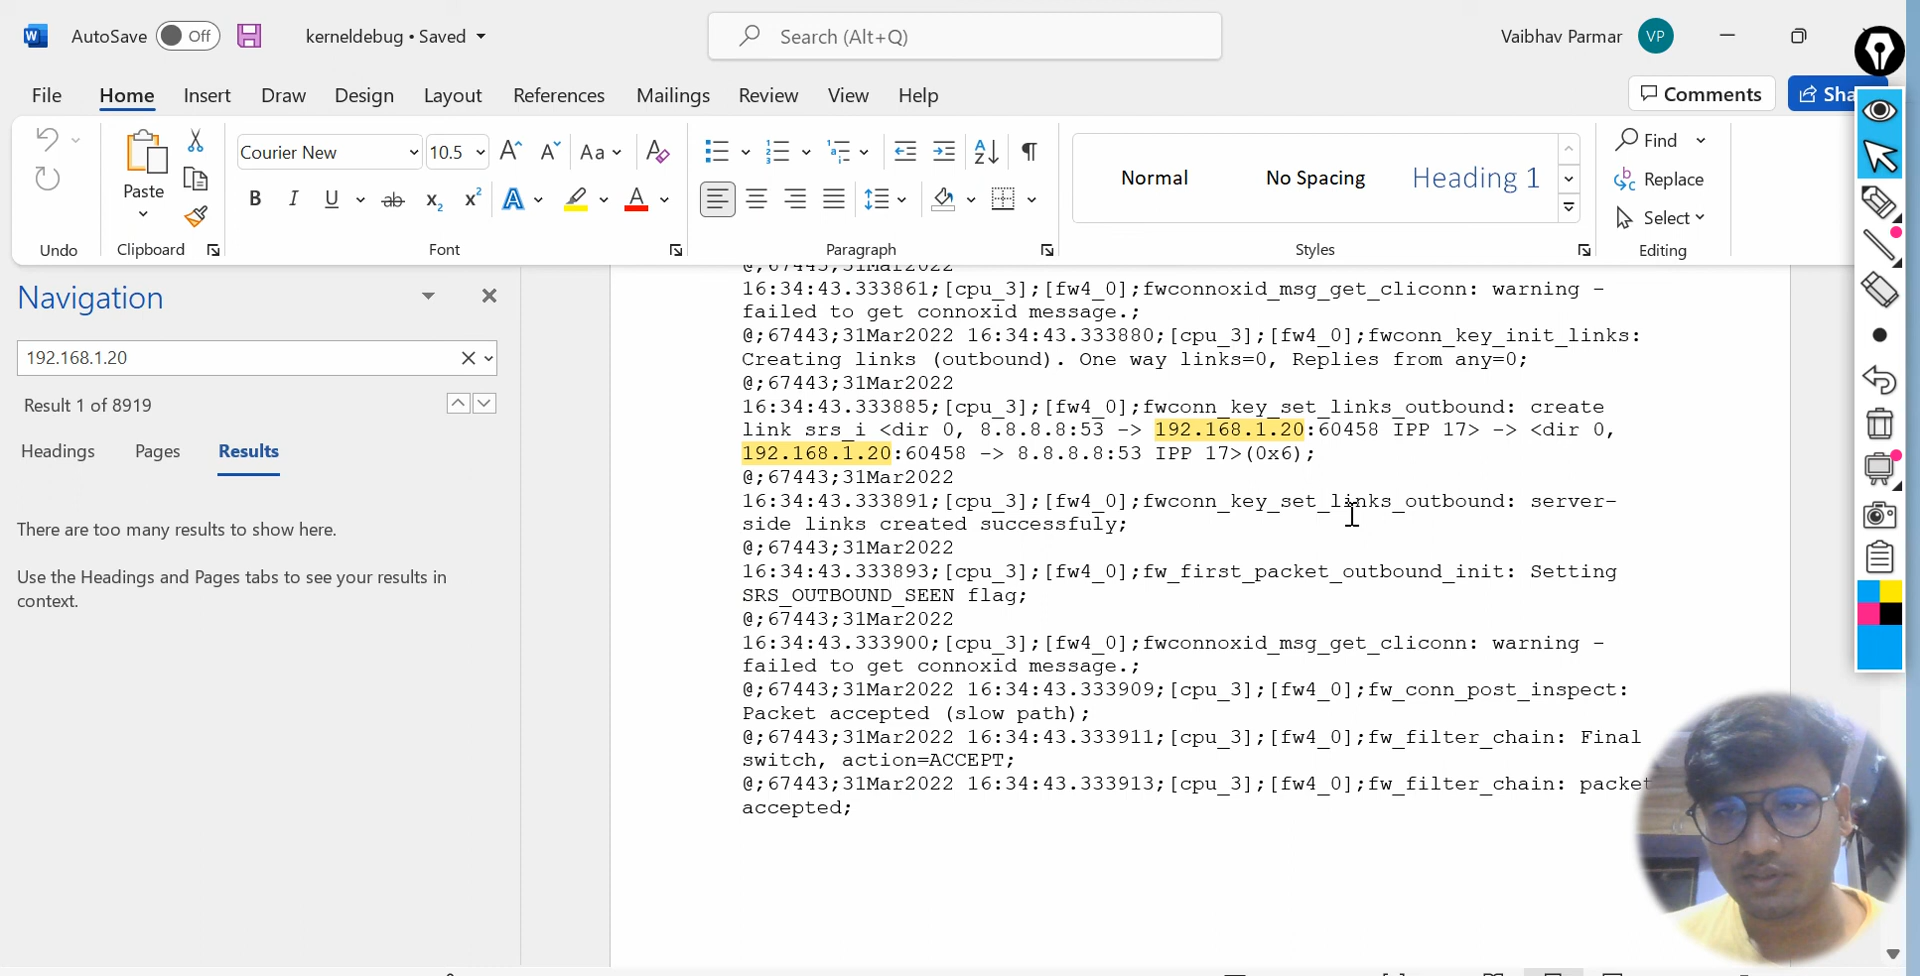 AutoSave Off kerneldebug • Saved Search (Alt+Q) Vaibhav Parmar VP
File Home Insert Draw Design Layout References Mailings Review View Help Comments Sha
Courier New 10.5 Aa
Paste
B I U ab
Normal No Spacing Heading 1
Find
Replace
Select
Undo Clipboard Font Paragraph Styles Editing
Navigation
192.168.1.20
Result 1 of 8919
Headings Pages Results
There are too many results to show here.
Use the Headings and Pages tabs to see your results in
context.
@;67443;31Mar2022
16:34:43.333861;[cpu_3];[fw4_0];fwconnoxid_msg_get_cliconn: warning -
failed to get connoxid message.;
@;67443;31Mar2022 16:34:43.333880;[cpu_3];[fw4_0];fwconn_key_init_links:
Creating links (outbound). One way links=0, Replies from any=0;
@;67443;31Mar2022
16:34:43.333885;[cpu_3];[fw4_0];fwconn_key_set_links_outbound: create
link srs_i <dir 0, 8.8.8.8:53 -> 192.168.1.20:60458 IPP 17> -> <dir 0,
192.168.1.20:60458 -> 8.8.8.8:53 IPP 17>(0x6);
@;67443;31Mar2022
16:34:43.333891;[cpu_3];[fw4_0];fwconn_key_set_links_outbound: server-
side links created successfuly;
@;67443;31Mar2022
16:34:43.333893;[cpu_3];[fw4_0];fw_first_packet_outbound_init: Setting
SRS_OUTBOUND_SEEN flag;
@;67443;31Mar2022
16:34:43.333900;[cpu_3];[fw4_0];fwconnoxid_msg_get_cliconn: warning -
failed to get connoxid message.;
@;67443;31Mar2022 16:34:43.333909;[cpu_3];[fw4_0];fw_conn_post_inspect:
Packet accepted (slow path);
@;67443;31Mar2022 16:34:43.333911;[cpu_3];[fw4_0];fw_filter_chain: Final
switch, action=ACCEPT;
@;67443;31Mar2022 16:34:43.333913;[cpu_3];[fw4_0];fw_filter_chain: packet
accepted;